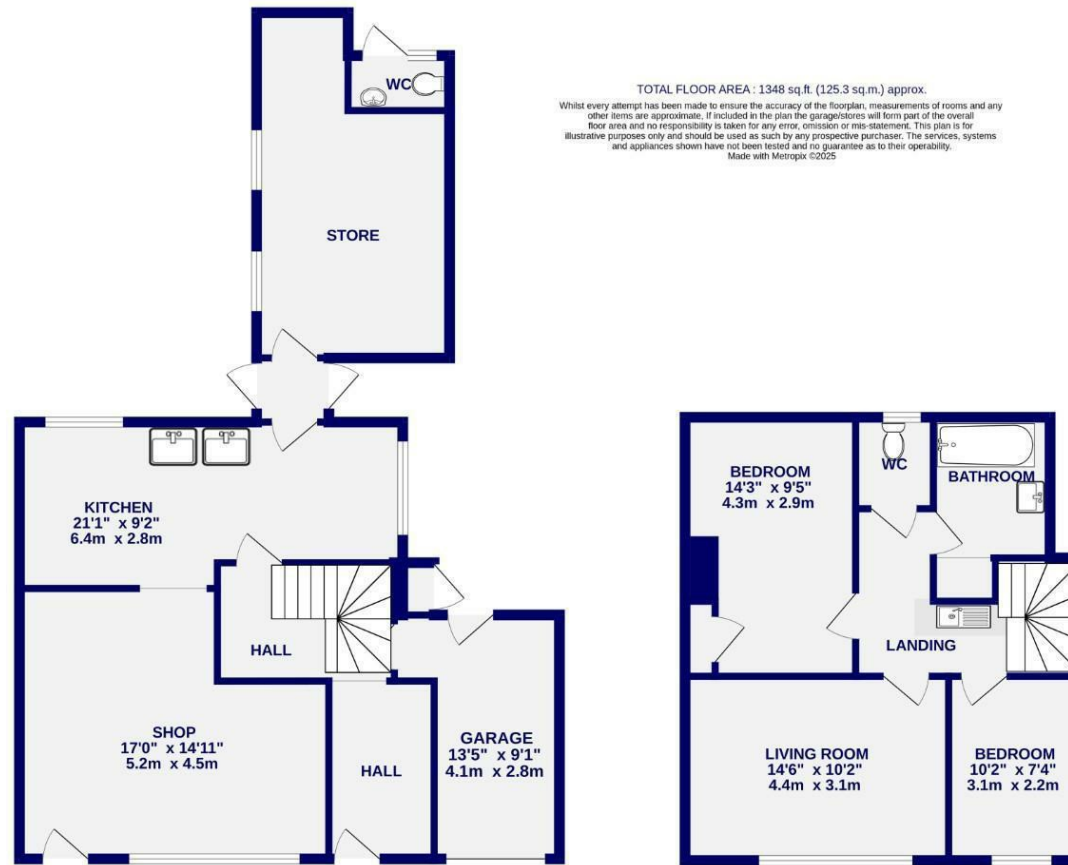 TOTAL FLOOR AREA : 1348 sq.ft. (125.3 sq.m.) approx.
Whilst every attempt has been made to ensure the accuracy of the floorplan, measurements of rooms and any
other items are approximate, If included in the plan the garage/stores will form part of the overall
floor area and no responsibility is taken for any error, omission or mis-statement. This plan is for
illustrative purposes only and should be used as such by any prospective purchaser. The services, systems
and appliances shown have not been tested and no guarantee as to their operability.
Made with Metropix ©2025
WC
STORE
KITCHEN
21'1" x 9'2"
6.4m x 2.8m
HALL
SHOP
17'0" x 14'11"
5.2m x 4.5m
HALL
GARAGE
13'5" x 9'1"
4.1m x 2.8m
BEDROOM
14'3" x 9'5"
4.3m x 2.9m
WC
BATHROOM
LANDING
LIVING ROOM
14'6" x 10'2"
4.4m x 3.1m
BEDROOM
10'2" x 7'4"
3.1m x 2.2m